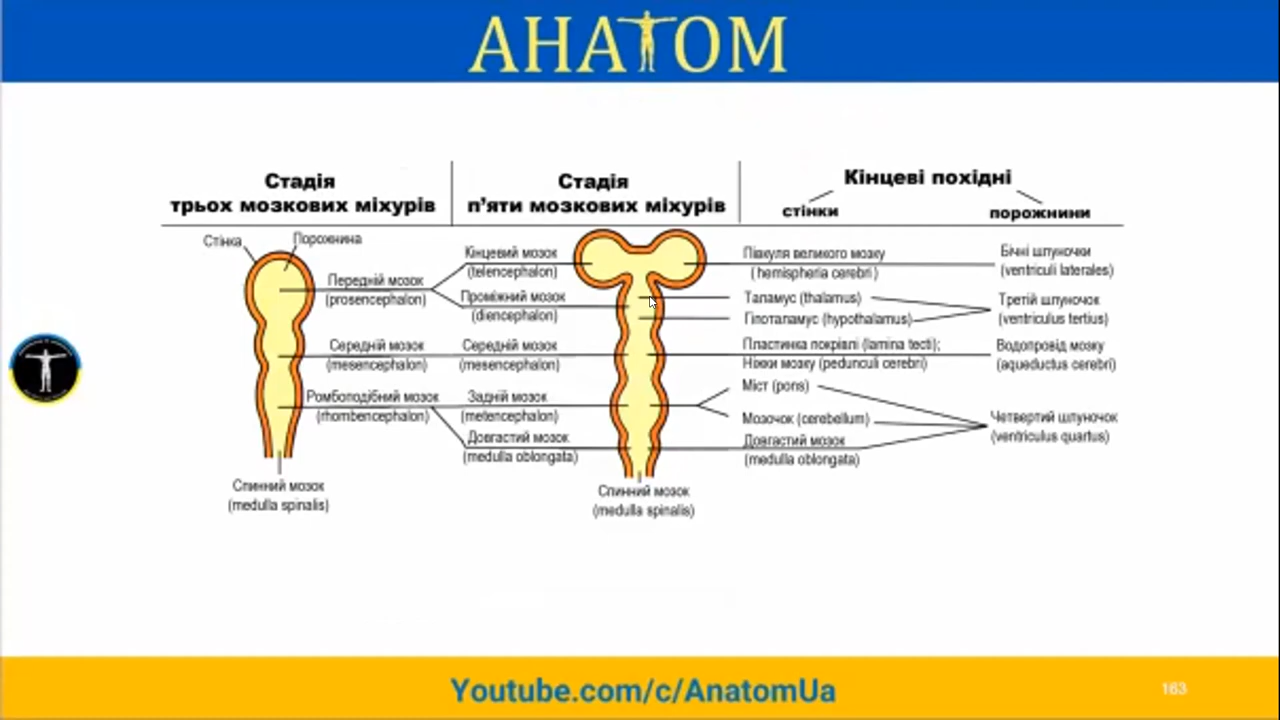 АНАТОМ
Стадія
трьох мозкових міхурів
Стадія
п'яти мозкових міхурів
Кінцеві похідні
стінки
порожнини
Стінка
Порожнина
Передній мозок
(prosencephalon)
Середній мозок
(mesencephalon)
Ромбоподібний мозок
(rhombencephalon)
Спинний мозок
(medulla spinalis)
Кінцевий мозок
(telencephalon)
Проміжний мозок
(diencephalon)
Середній мозок
(mesencephalon)
Задній мозок
(metencephalon)
Довгастий мозок
(medulla oblongata)
Спинний мозок
(medulla spinalis)
Півкуля великого мозку
(hemispheria cerebri)
Таламус (thalamus)
Гіпоталамус (hypothalamus)
Пластинка покрівлі (lamina tecti);
Ніжки мозку (pedunculi cerebri)
Міст (pons)
Мозочок (cerebellum)
Довгастий мозок
(medulla oblongata)
Бічні шлуночки
(ventriculi laterales)
Третій шлуночок
(ventriculus tertius)
Водопровід мозку
(aqueductus cerebri)
Четвертий шлуночок
(ventriculus quartus)
Youtube.com/c/AnatomUa
163